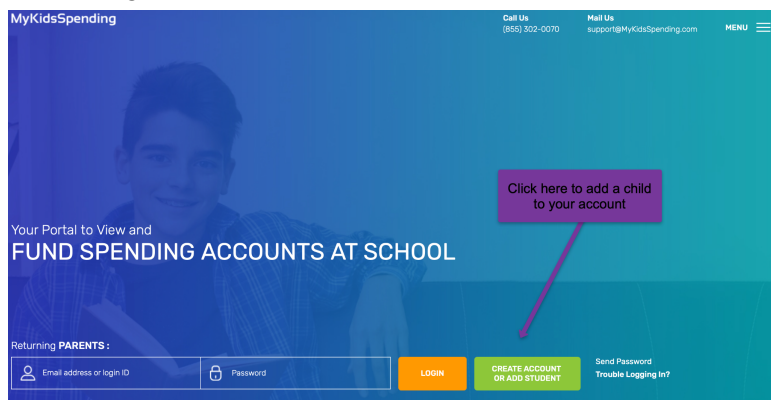 MyKidsSpending
Call Us
(855) 302-0070
Mail Us
support@MyKidsSpending.com
MENU
Click here to add a child
to your account
Your Portal to View and
FUND SPENDING ACCOUNTS AT SCHOOL
Returning PARENTS :
Email address or login ID
Password
LOGIN
CREATE ACCOUNT
OR ADD STUDENT
Send Password
Trouble Logging In?